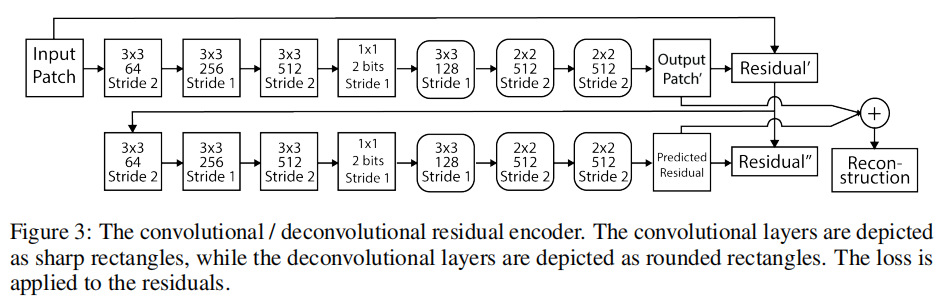 Input
Patch
3x3
64
Stride 2
3x3
256
Stride 1
3x3
512
Stride 2
1x1
2 bits
Stride 1
3x3
128
Stride 1
2x2
512
Stride 2
2x2
512
Stride 2
Output
Patch'
Residual'
3x3
64
Stride 2
3x3
256
Stride 1
3x3
512
Stride 2
1x1
2 bits
Stride 1
3x3
128
Stride 1
2x2
512
Stride 2
2x2
512
Stride 2
Predicted
Residual
Residual"
+
Recon-
struction
Figure 3: The convolutional / deconvolutional residual encoder. The convolutional layers are depicted
as sharp rectangles, while the deconvolutional layers are depicted as rounded rectangles. The loss is
applied to the residuals.